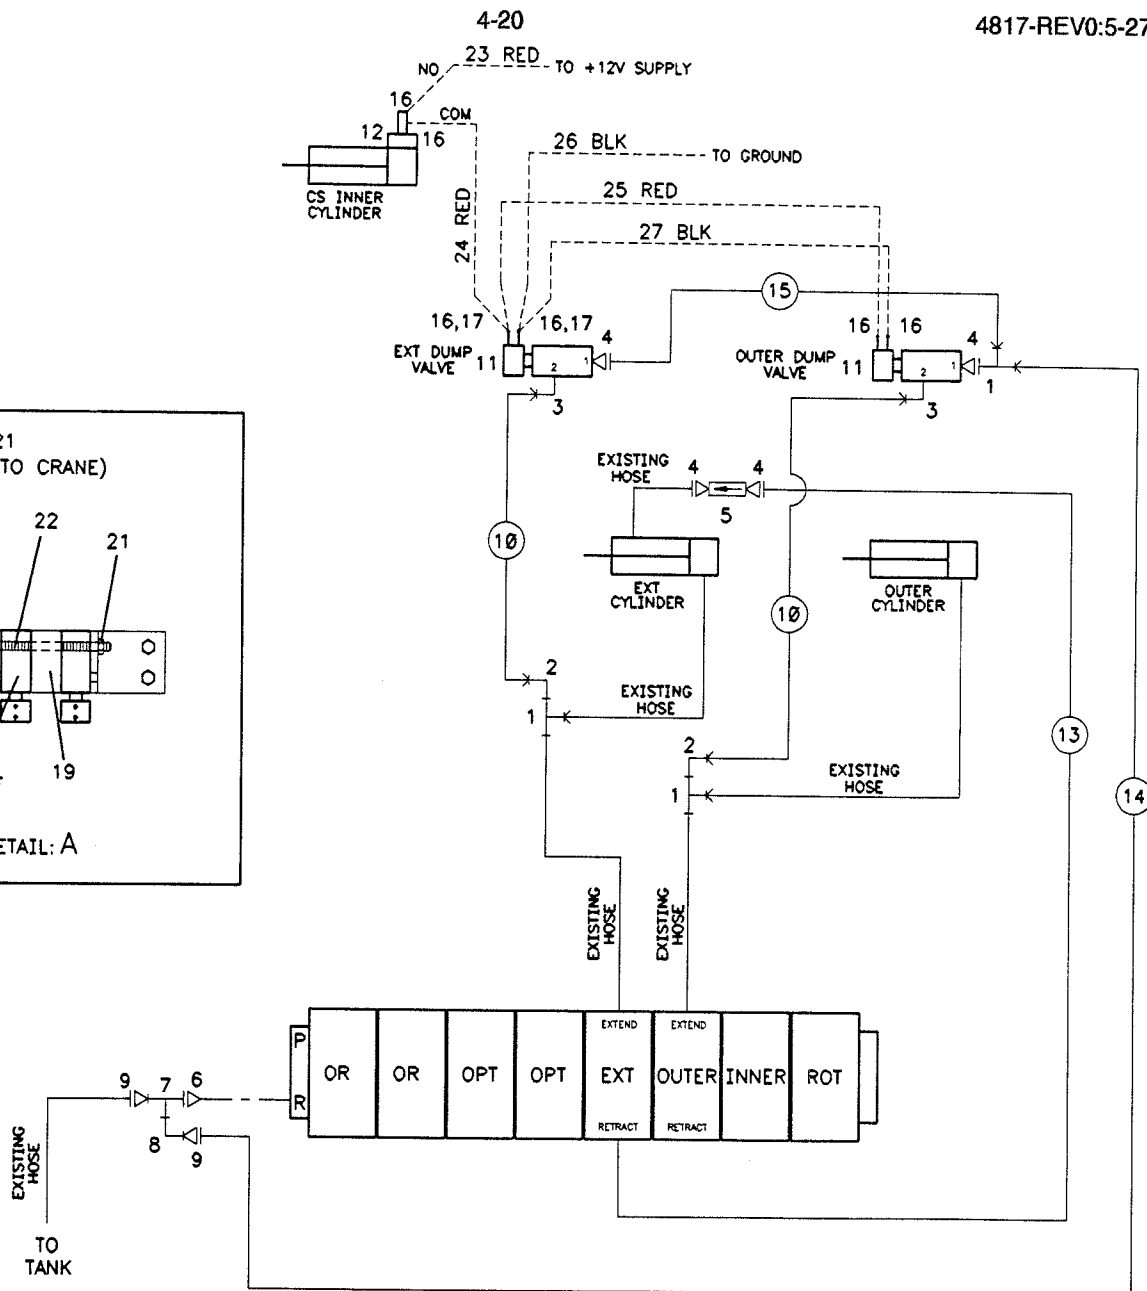 4-20
4817-REV0:5-27
23 RED
NO
TO +12V SUPPLY
16
COM
12
16
26 BLK
TO GROUND
CS INNER
CYLINDER
24 RED
25 RED
27 BLK
15
16,17
16,17
4
16
16
4
EXT DUMP
VALVE
11
2
1
OUTER DUMP
VALVE
11
2
1
1
3
3
21
TO CRANE)
22
21
19
ETAIL: A
EXISTING
HOSE
4
4
5
10
EXT
CYLINDER
10
OUTER
CYLINDER
2
1
EXISTING
HOSE
2
1
EXISTING
HOSE
13
14
EXISTING
HOSE
EXISTING
HOSE
P
R
OR
OR
OPT
OPT
EXTEND
EXT
RETRACT
EXTEND
OUTER
RETRACT
INNER
ROT
9
7
6
8
9
EXISTING
HOSE
TO
TANK